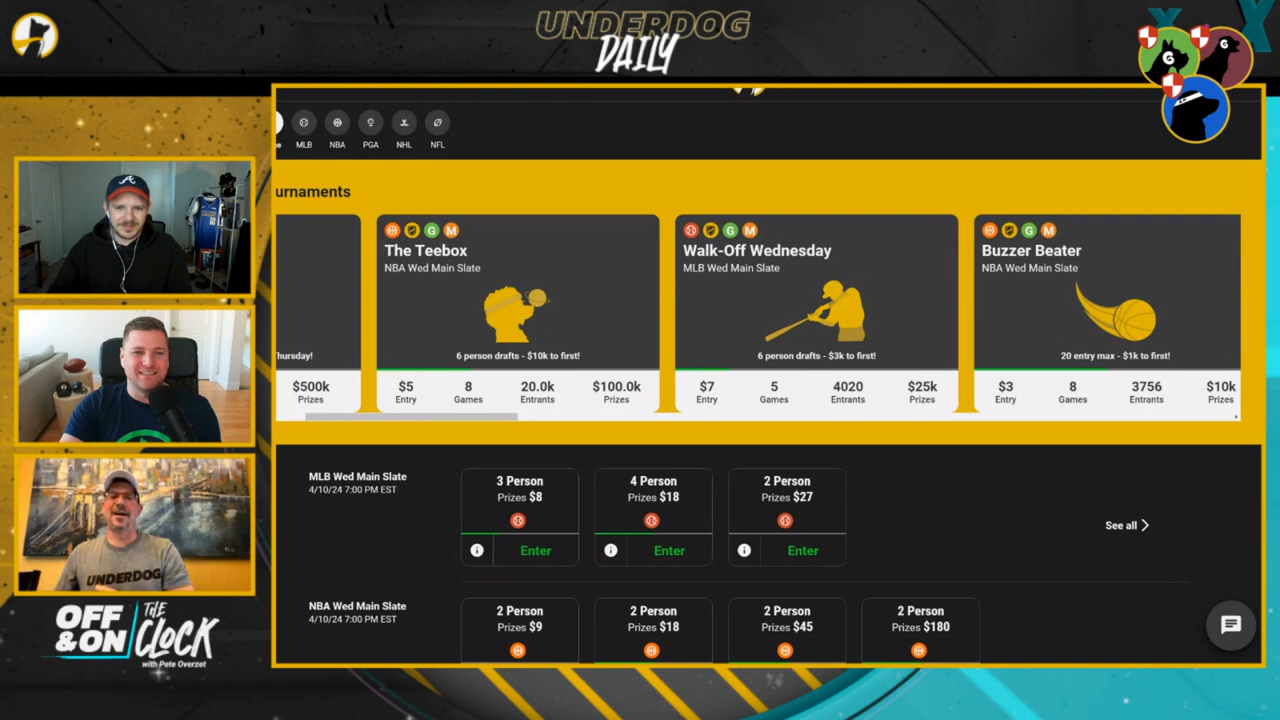 UNDERDOG
DAILY
MLB
NBA
PGA
NHL
NFL
urnaments
hursday!
$500k
Prizes
G M
The Teebox
NBA Wed Main Slate
6 person drafts - $10k to first!
$5 8 20.0k $100.0k
Entry Games Entrants Prizes
G M
Walk-Off Wednesday
MLB Wed Main Slate
6 person drafts - $3k to first!
$7 5 4020 $25k
Entry Games Entrants Prizes
G M
Buzzer Beater
NBA Wed Main Slate
20 entry max - $1k to first!
$3 8 3756 $10k
Entry Games Entrants Prizes
MLB Wed Main Slate
4/10/24 7:00 PM EST
3 Person
Prizes $8
Enter
4 Person
Prizes $18
Enter
2 Person
Prizes $27
Enter
See all
NBA Wed Main Slate
4/10/24 7:00 PM EST
2 Person
Prizes $9
2 Person
Prizes $18
2 Person
Prizes $45
2 Person
Prizes $180
A
UNDERDOG
OFF
&ON
THE
CLOCK
with Pete Overzet
G
G